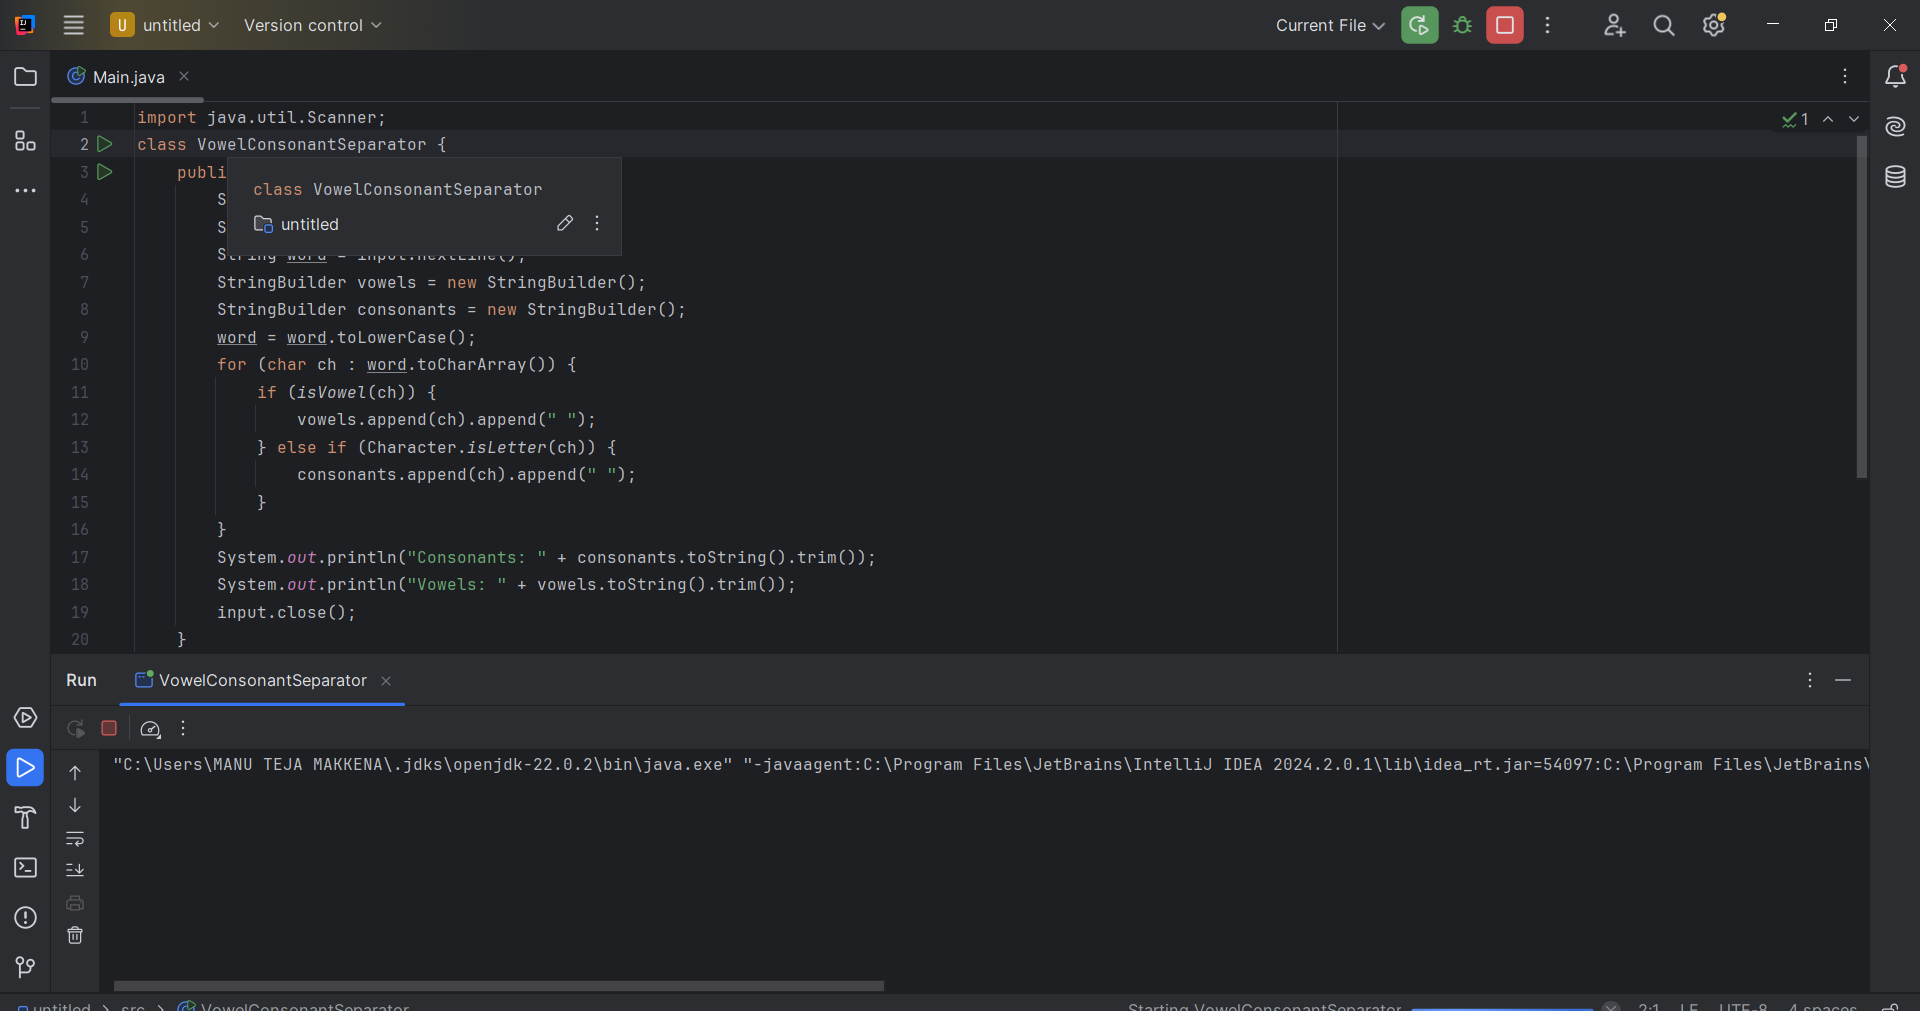 U untitled Version control Current File
Main.java
1 import java.util.Scanner;
1
2 class VowelConsonantSeparator {
3 publi
class VowelConsonantSeparator
4 S
5 S
untitled
6 String word = input.nextLine();
7 StringBuilder vowels = new StringBuilder();
8 StringBuilder consonants = new StringBuilder();
9 word = word.toLowerCase();
10 for (char ch : word.toCharArray()) {
11 if (isVowel(ch)) {
12 vowels.append(ch).append(" ");
13 } else if (Character.isLetter(ch)) {
14 consonants.append(ch).append(" ");
15 }
16 }
17 System.out.println("Consonants: " + consonants.toString().trim());
18 System.out.println("Vowels: " + vowels.toString().trim());
19 input.close();
20 }
Run VowelConsonantSeparator
"C:\Users\MANU TEJA MAKKENA\.jdks\openjdk-22.0.2\bin\java.exe" "-javaagent:C:\Program Files\JetBrains\IntelliJ IDEA 2024.2.0.1\lib\idea_rt.jar=54097:C:\Program Files\JetBrains\
untitled > src > VowelConsonantSeparator Starting VowelConsonantSeparator 2:1 LF UTF-8 4 spaces